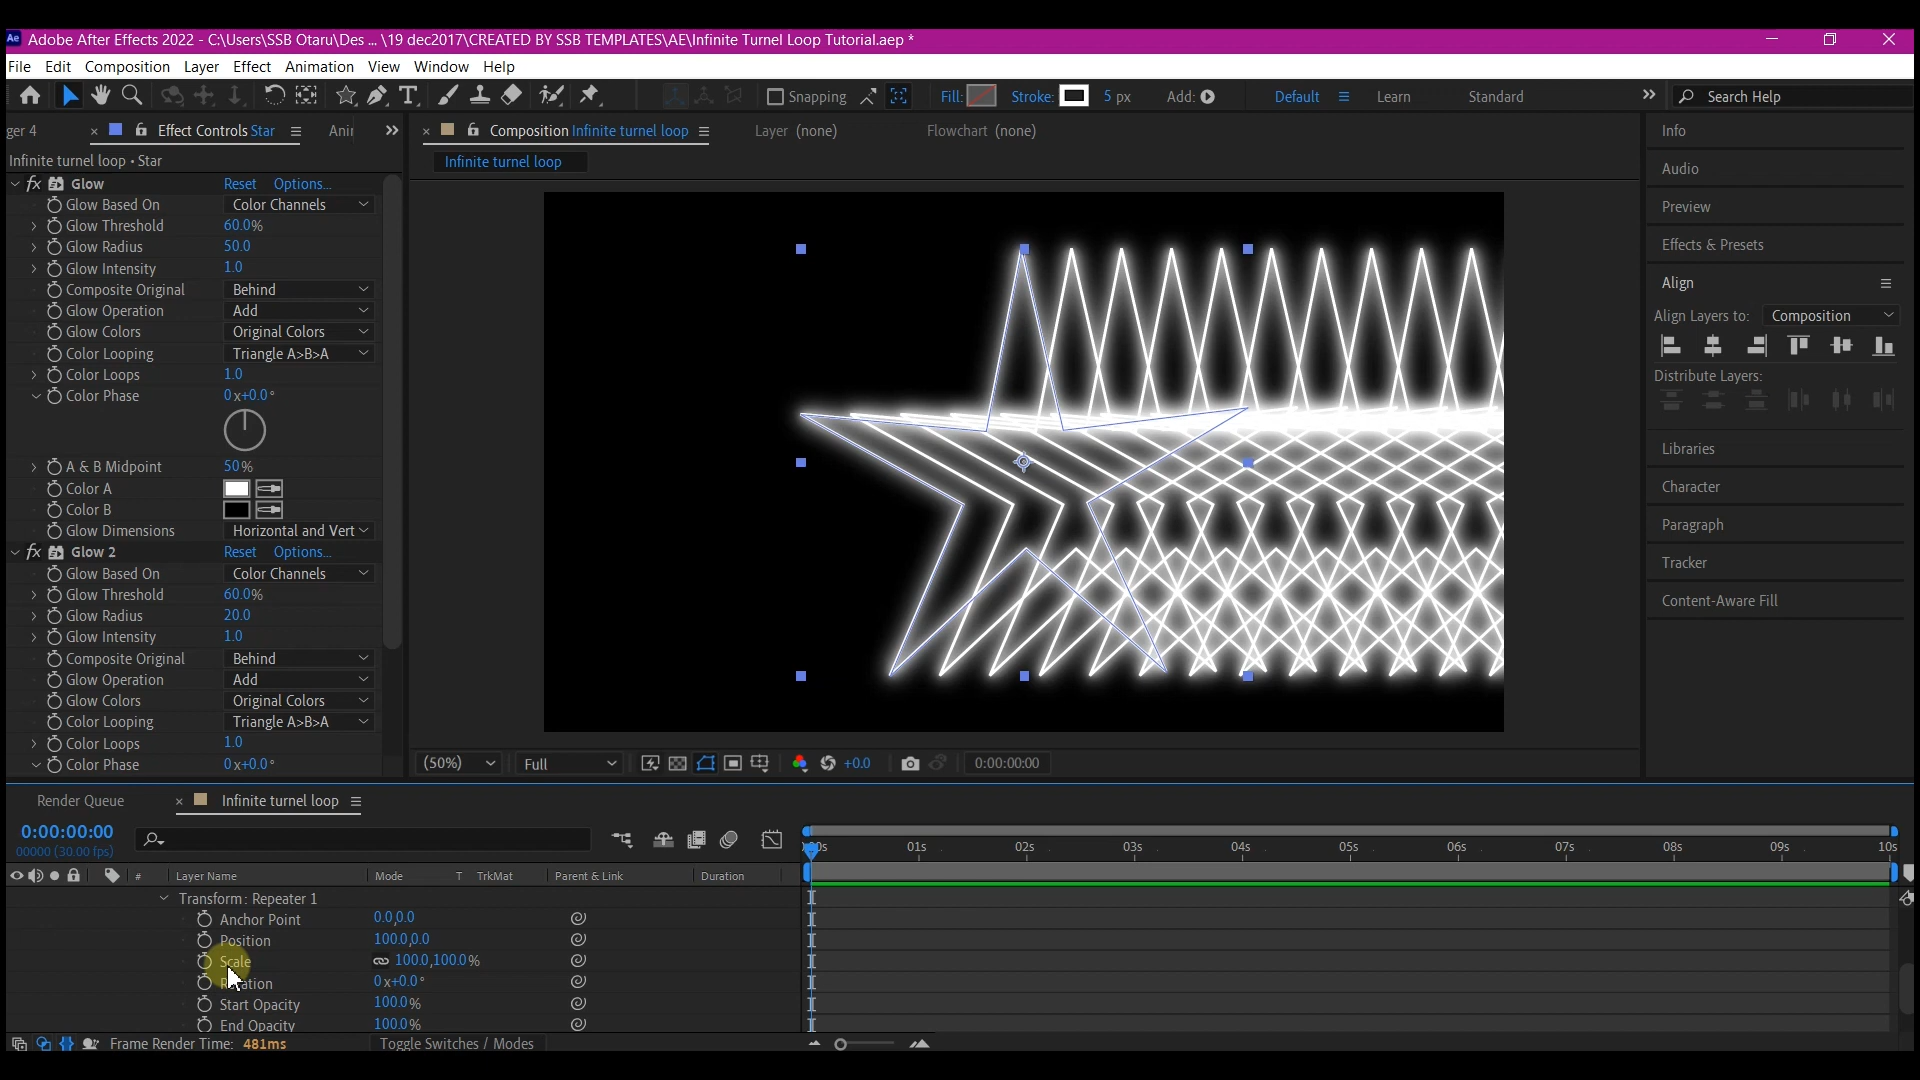 Ae Adobe After Effects 2022 - C:\Users\SSB Otaru\Des ... \19 dec2017\CREATED BY SSB TEMPLATES\AE\Infinite Turnel Loop Tutorial.aep *
File Edit Composition Layer Effect Animation View Window Help
Snapping Fill: Stroke: 5 px Add: Default Learn Standard Search Help
ger 4 Effect Controls Star Ani Composition Infinite turnel loop Layer (none) Flowchart (none) Info
Infinite turnel loop • Star Infinite turnel loop
Audio
fx Glow Reset Options...
Glow Based On Color Channels Preview
Glow Threshold 60.0%
Glow Radius 50.0 Effects & Presets
Glow Intensity 1.0
Composite Original Behind Align
Glow Operation Add Align Layers to: Composition
Glow Colors Original Colors
Color Looping Triangle A>B>A
Color Loops 1.0 Distribute Layers:
Color Phase 0x+0.0°
Libraries
A & B Midpoint 50%
Color A Character
Color B
Glow Dimensions Horizontal and Vert Paragraph
fx Glow 2 Reset Options...
Glow Based On Color Channels Tracker
Glow Threshold 60.0% Content-Aware Fill
Glow Radius 20.0
Glow Intensity 1.0
Composite Original Behind
Glow Operation Add
Glow Colors Original Colors
Color Looping Triangle A>B>A
Color Loops 1.0
Color Phase 0x+0.0°
(50%) Full +0.0 0:00:00:00
Render Queue Infinite turnel loop
0:00:00:00
00000 (30.00 fps)
01s 02s 03s 04s 05s 06s 07s 08s 09s 10s
# Layer Name Mode T TrkMat Parent & Link Duration
Transform: Repeater 1
Anchor Point 0.0,0.0
Position 100.0,0.0
Scale 100.0,100.0%
Rotation 0x+0.0°
Start Opacity 100.0%
End Opacity 100.0%
Frame Render Time: 481ms Toggle Switches / Modes